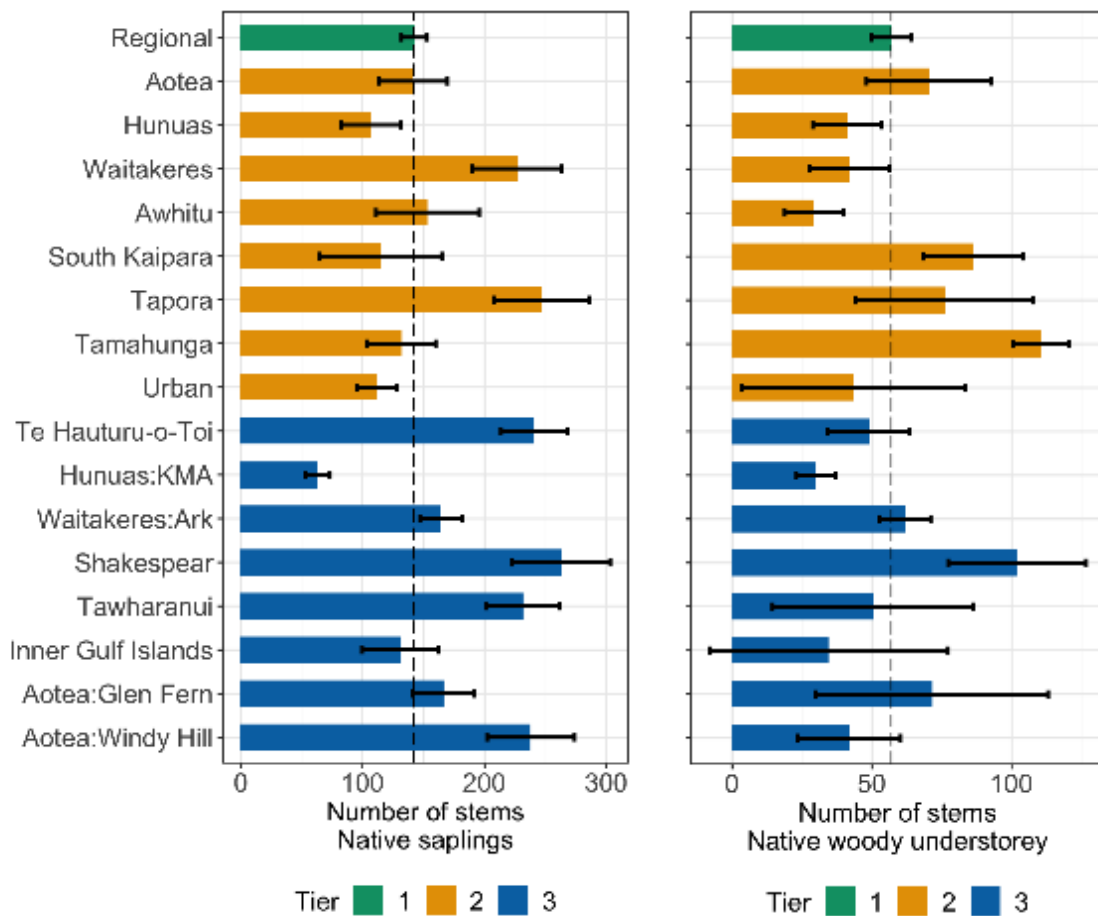 Regional
Aotea
Hunuas
Waitakeres
Awhitu
South Kaipara
Tapora
Tamahunga
Urban
Te Hauturu-o-Toi
Hunuas:KMA
Waitakeres:Ark
Shakespear
Tawharanui
Inner Gulf Islands
Aotea:Glen Fern
Aotea:Windy Hill
0 100 200 300
Number of stems
Native saplings
Tier 1 2 3
0 50 100
Number of stems
Native woody understorey
Tier 1 2 3